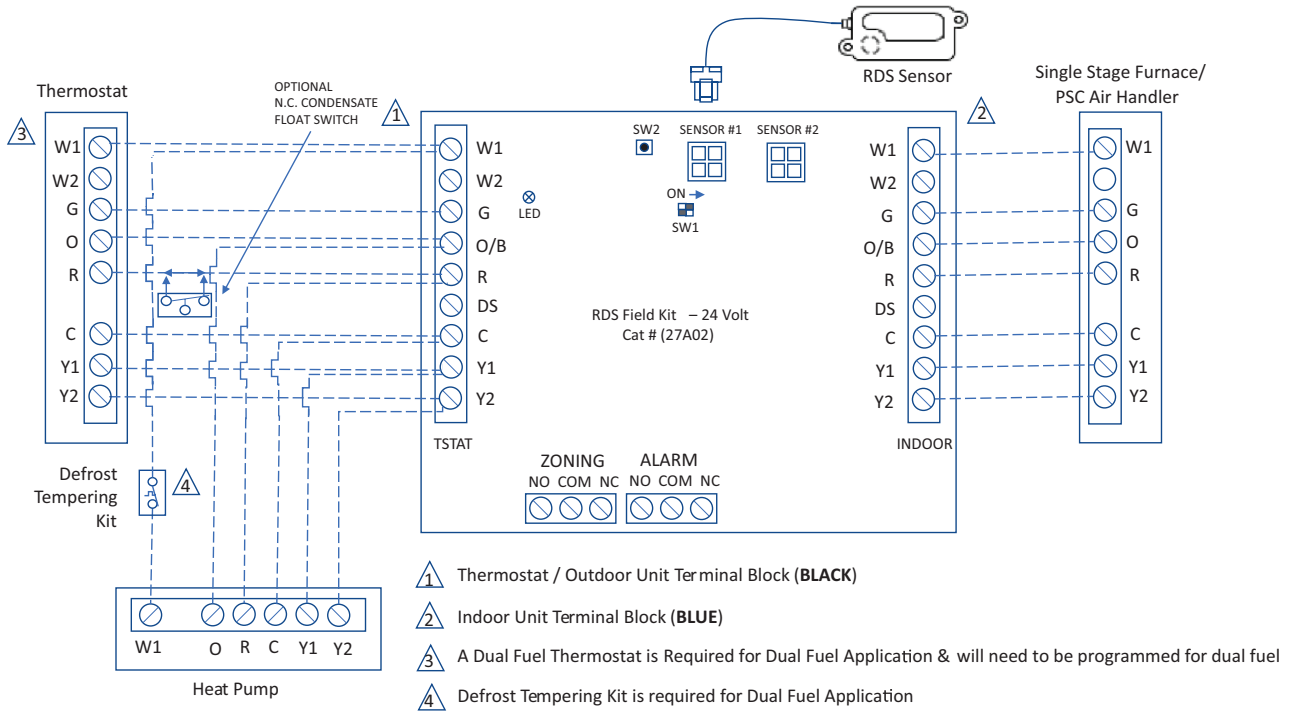 RDS Sensor
Single Stage Furnace/
PSC Air Handler
Thermostat
OPTIONAL
N.C. CONDENSATE
FLOAT SWITCH
3
1
2
W1
W2
G
O
R
C
Y1
Y2
W1
W2
G
O/B
R
DS
C
Y1
Y2
TSTAT
SW2
SENSOR #1
SENSOR #2
LED
ON
SW1
RDS Field Kit – 24 Volt
Cat # (27A02)
W1
W2
G
O/B
R
DS
C
Y1
Y2
INDOOR
W1
G
O
R
C
Y1
Y2
ZONING
NO COM NC
ALARM
NO COM NC
Defrost
Tempering
Kit
4
W1 O R C Y1 Y2
Heat Pump
1 Thermostat / Outdoor Unit Terminal Block (BLACK)
2 Indoor Unit Terminal Block (BLUE)
3 A Dual Fuel Thermostat is Required for Dual Fuel Application & will need to be programmed for dual fuel
4 Defrost Tempering Kit is required for Dual Fuel Application